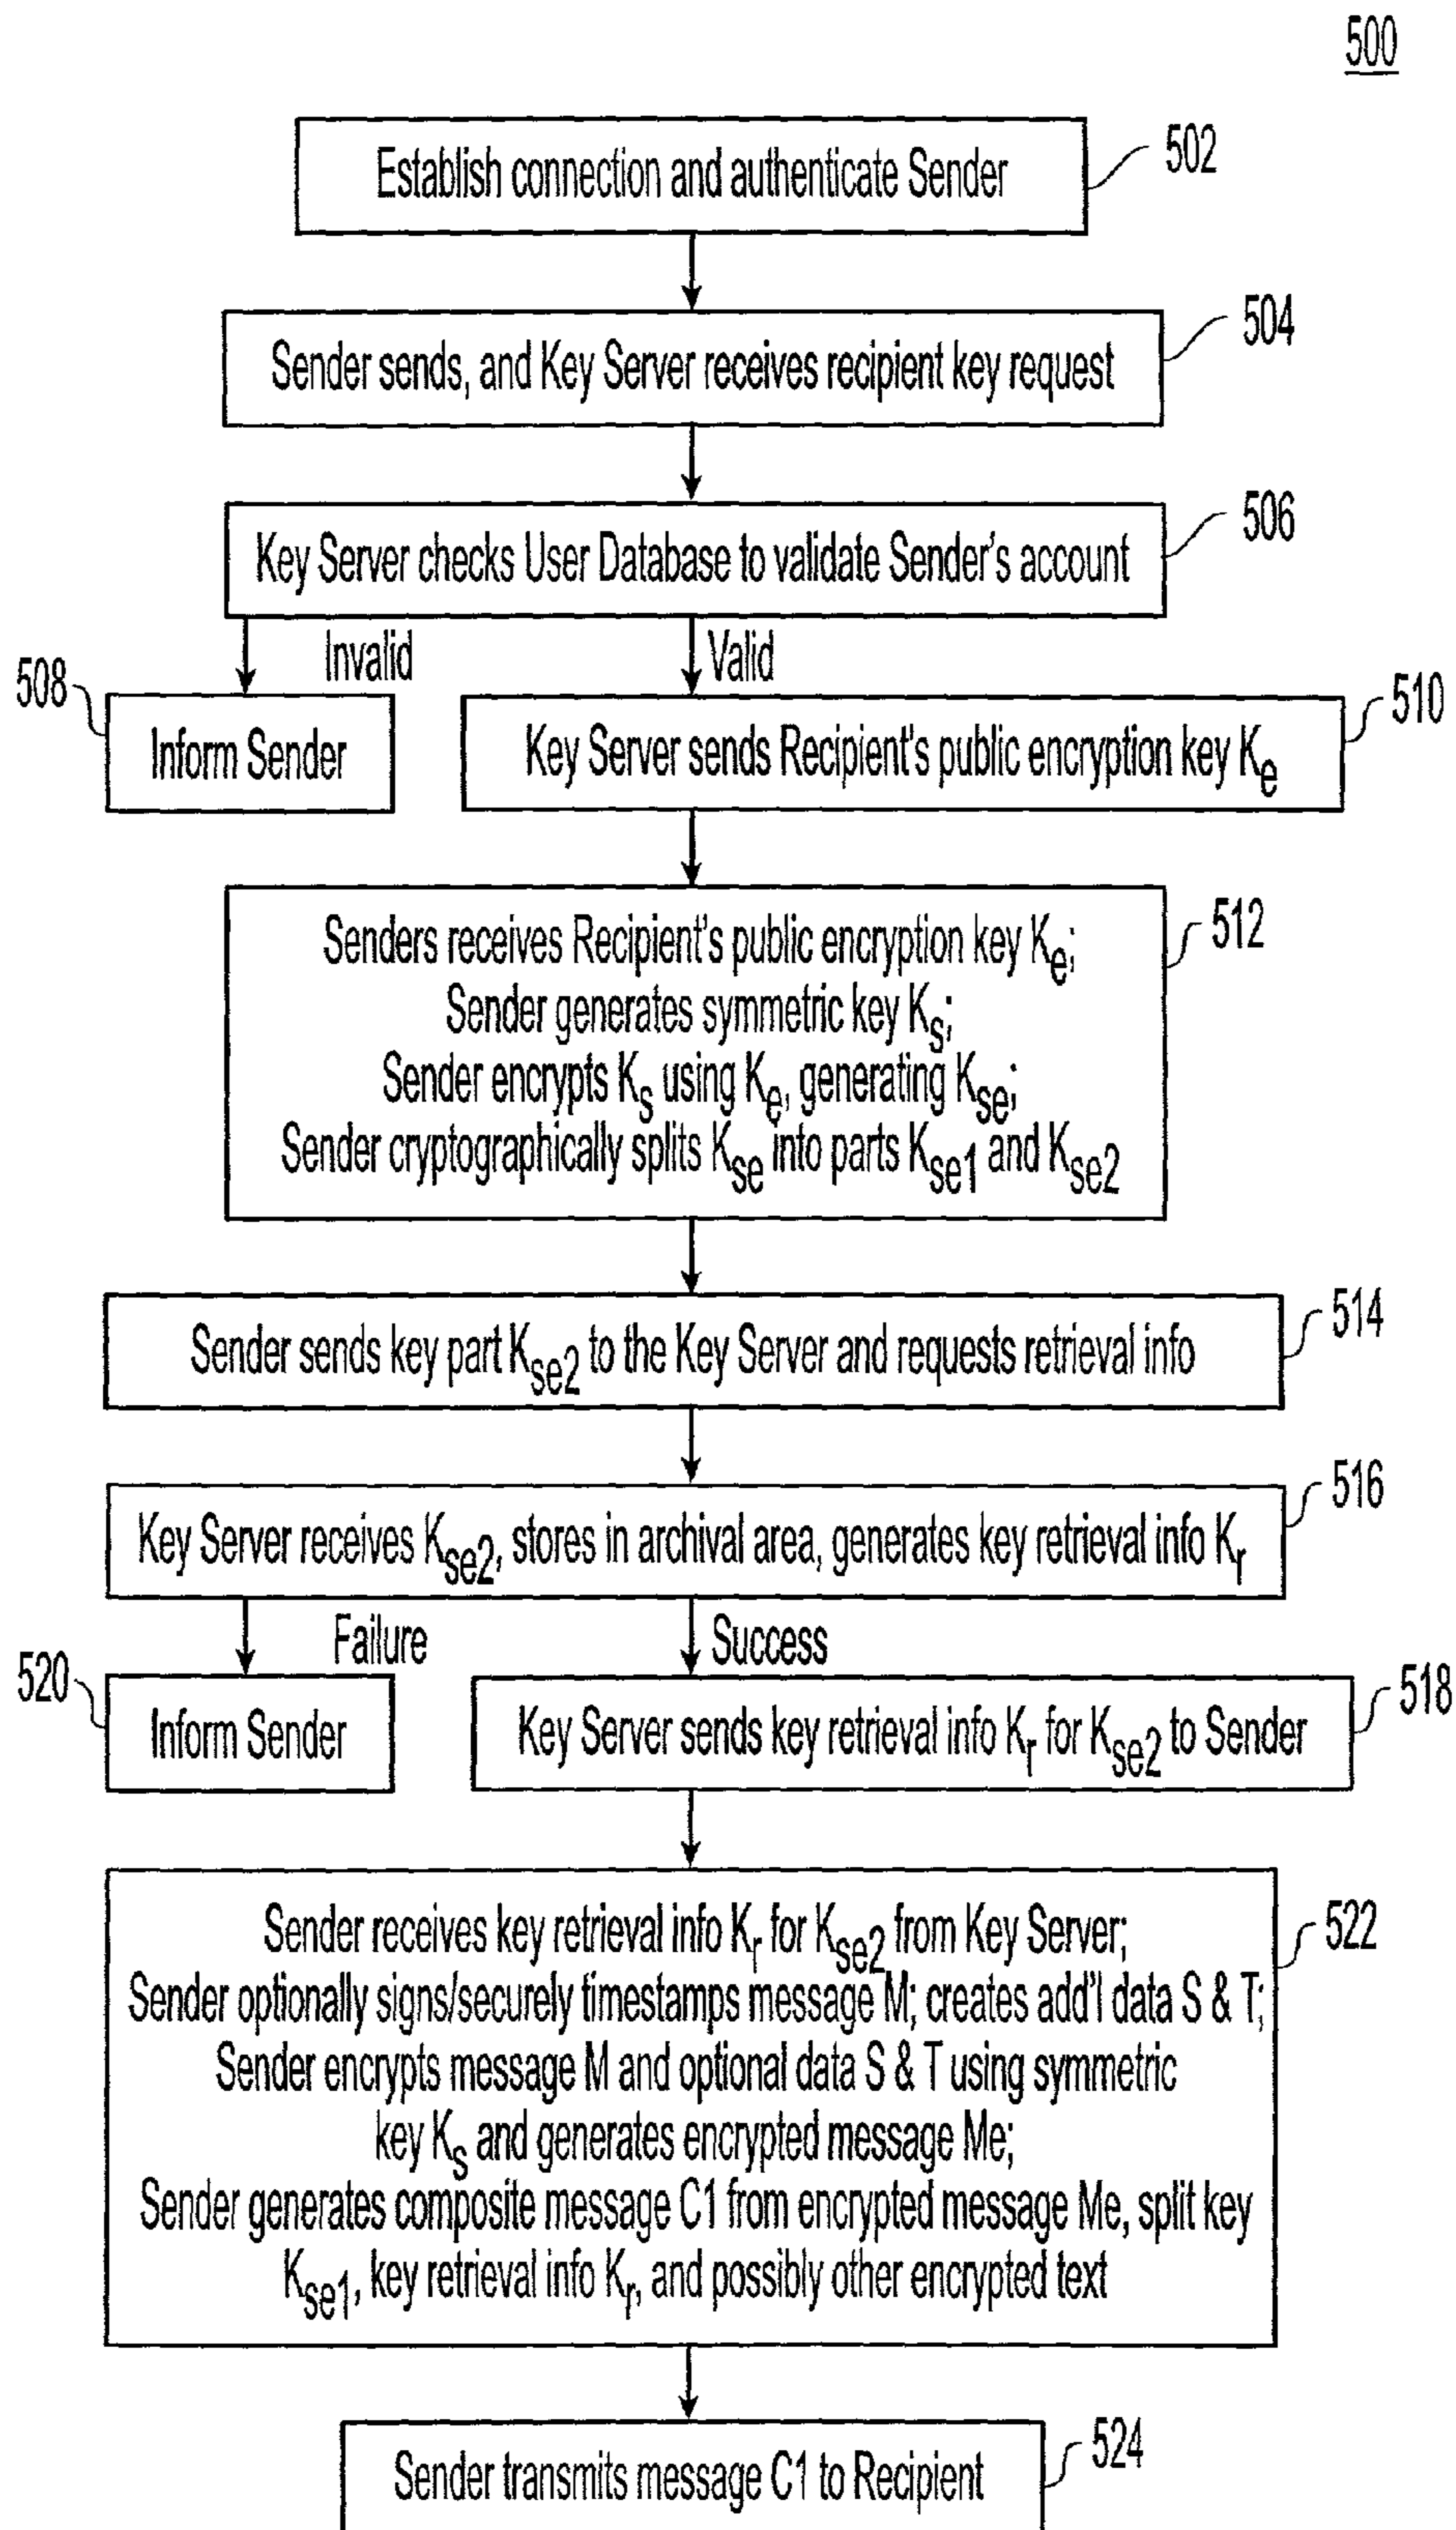 500
Establish connection and authenticate Sender
502
Sender sends, and Key Server receives recipient key request
504
Key Server checks User Database to validate Sender's account
506
Invalid
Valid
508
Inform Sender
Key Server sends Recipient's public encryption key Ke
510
Senders receives Recipient's public encryption key Ke;
Sender generates symmetric key Ks;
Sender encrypts Ks using Ke, generating Kse;
Sender cryptographically splits Kse into parts Kse1 and Kse2
512
Sender sends key part Kse2 to the Key Server and requests retrieval info
514
Key Server receives Kse2, stores in archival area, generates key retrieval info Kr
516
Failure
Success
520
Inform Sender
Key Server sends key retrieval info Kr for Kse2 to Sender
518
Sender receives key retrieval info Kr for Kse2 from Key Server;
Sender optionally signs/securely timestamps message M; creates add'l data S & T;
Sender encrypts message M and optional data S & T using symmetric
key Ks and generates encrypted message Me;
Sender generates composite message C1 from encrypted message Me, split key
Kse1, key retrieval info Kr, and possibly other encrypted text
522
Sender transmits message C1 to Recipient
524